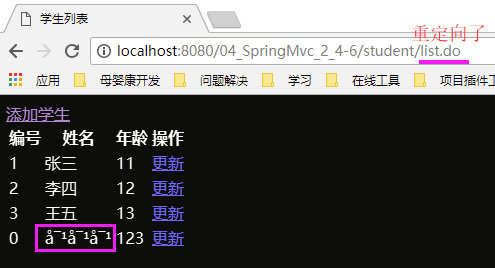 学生列表
重定向了
localhost:8080/04_SpringMvc_2_4-6/student/list.do
应用 母婴康开发 问题解决 学习 在线工具 项目插件工
添加学生
编号 姓名 年龄 操作
1 张三 11 更新
2 李四 12 更新
3 王五 13 更新
0 å¯¹å¯¹å¯¹ 123 更新